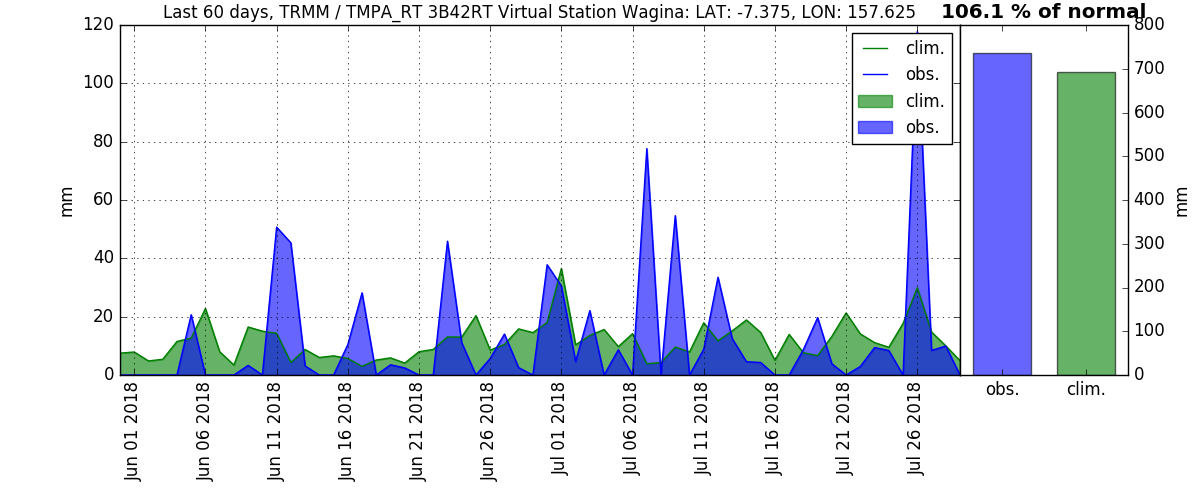 Last 60 days, TRMM / TMPA_RT 3B42RT Virtual Station Wagina: LAT: -7.375, LON: 157.625
106.1 % of normal
120
100
80
60
40
20
0
mm
clim.
obs.
clim.
obs.
800
700
600
500
400
300
200
100
0
mm
Jun 01 2018
Jun 06 2018
Jun 11 2018
Jun 16 2018
Jun 21 2018
Jun 26 2018
Jul 01 2018
Jul 06 2018
Jul 11 2018
Jul 16 2018
Jul 21 2018
Jul 26 2018
obs.
clim.